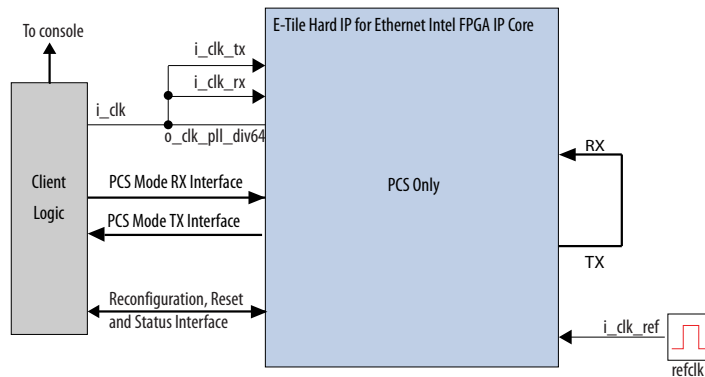 E-Tile Hard IP for Ethernet Intel FPGA IP Core
To console
i_clk_tx
i_clk_rx
i_clk
o_clk_pll_div64
Client
Logic
PCS Mode RX Interface
PCS Only
RX
PCS Mode TX Interface
TX
Reconfiguration, Reset
and Status Interface
i_clk_ref
refclk